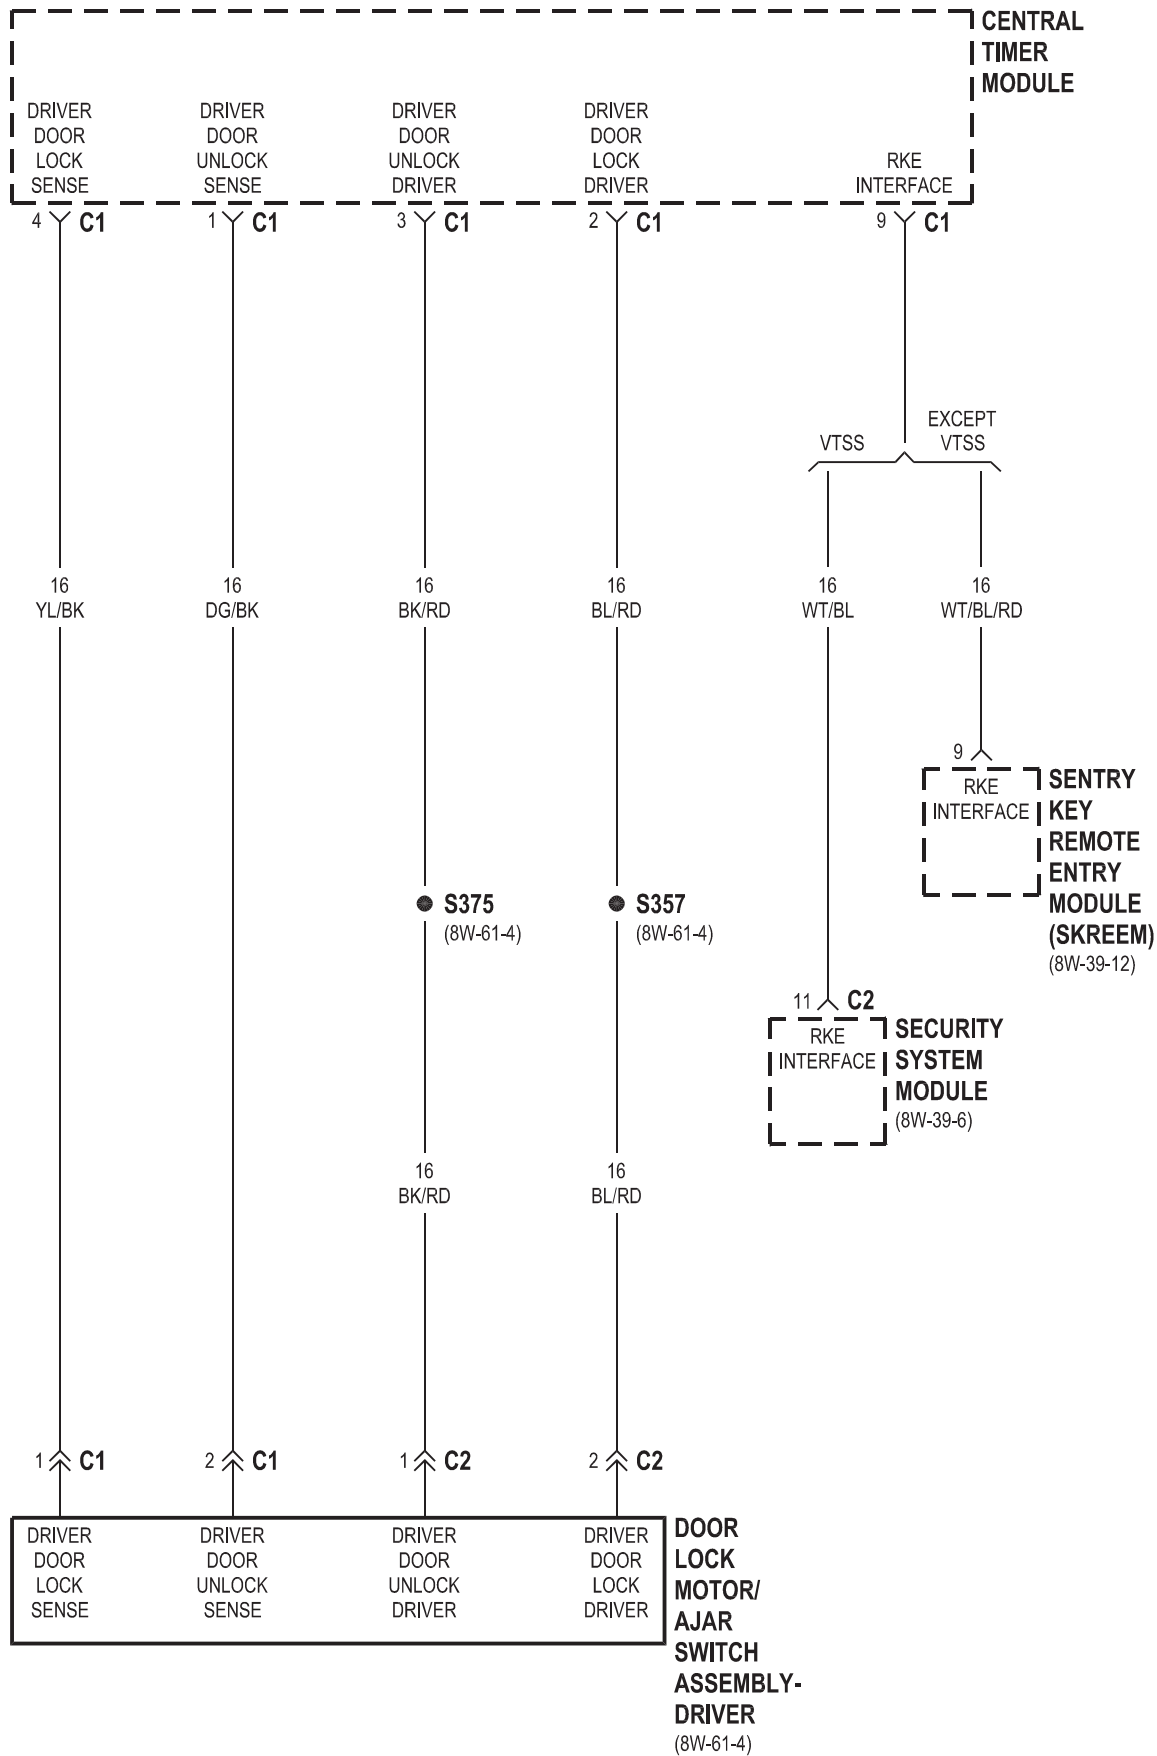 CENTRAL
TIMER
MODULE
DRIVER
DOOR
LOCK
SENSE
DRIVER
DOOR
UNLOCK
SENSE
DRIVER
DOOR
UNLOCK
DRIVER
DRIVER
DOOR
LOCK
DRIVER
RKE
INTERFACE
4 C1
1 C1
3 C1
2 C1
9 C1
VTSS
EXCEPT
VTSS
16
YL/BK
16
DG/BK
16
BK/RD
16
BL/RD
16
WT/BL
16
WT/BL/RD
9
RKE
INTERFACE
SENTRY
KEY
REMOTE
ENTRY
MODULE
(SKREEM)
(8W-39-12)
S375
(8W-61-4)
S357
(8W-61-4)
11 C2
RKE
INTERFACE
SECURITY
SYSTEM
MODULE
(8W-39-6)
16
BK/RD
16
BL/RD
1 C1
2 C1
1 C2
2 C2
DRIVER
DOOR
LOCK
SENSE
DRIVER
DOOR
UNLOCK
SENSE
DRIVER
DOOR
UNLOCK
DRIVER
DRIVER
DOOR
LOCK
DRIVER
DOOR
LOCK
MOTOR/
AJAR
SWITCH
ASSEMBLY-
DRIVER
(8W-61-4)